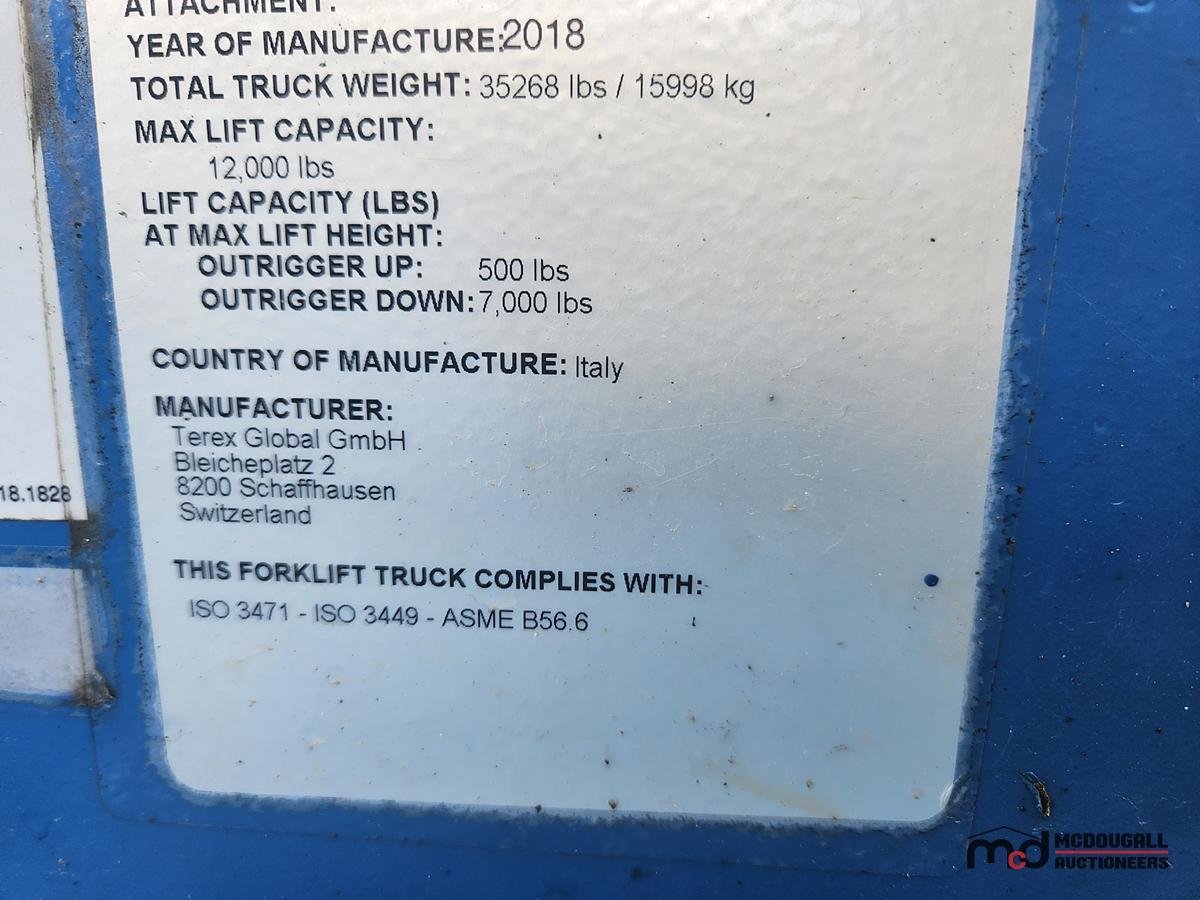 ATTACHMENT:
YEAR OF MANUFACTURE:2018
TOTAL TRUCK WEIGHT: 35268 lbs / 15998 kg
MAX LIFT CAPACITY:
12,000 lbs
LIFT CAPACITY (LBS)
AT MAX LIFT HEIGHT:
OUTRIGGER UP: 500 lbs
OUTRIGGER DOWN: 7,000 lbs
COUNTRY OF MANUFACTURE: Italy
MANUFACTURER:
Terex Global GmbH
Bleicheplatz 2
8200 Schaffhausen
Switzerland
18.1828
THIS FORKLIFT TRUCK COMPLIES WITH:
ISO 3471 - ISO 3449 - ASME B56.6
mcd MCDOUGALL
AUCTIONEERS